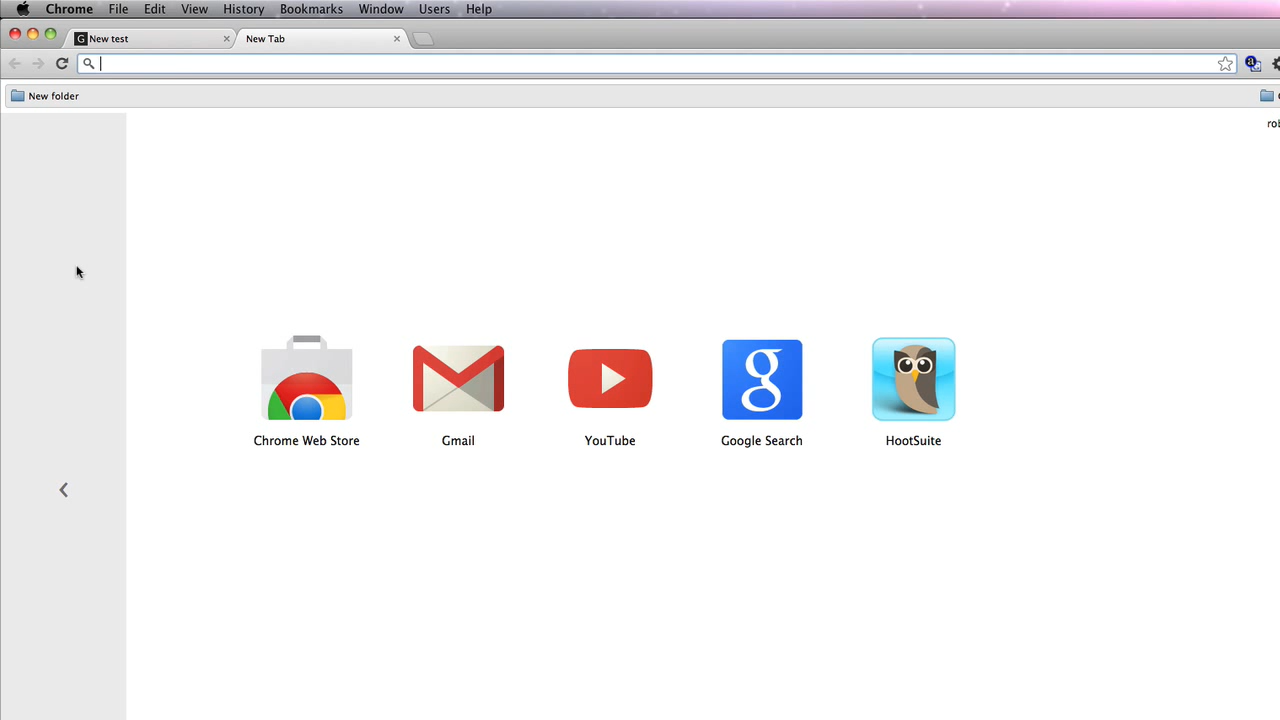 Chrome File Edit View History Bookmarks Window Users Help
G New test
New Tab
New folder
rob
Chrome Web Store Gmail YouTube Google Search HootSuite